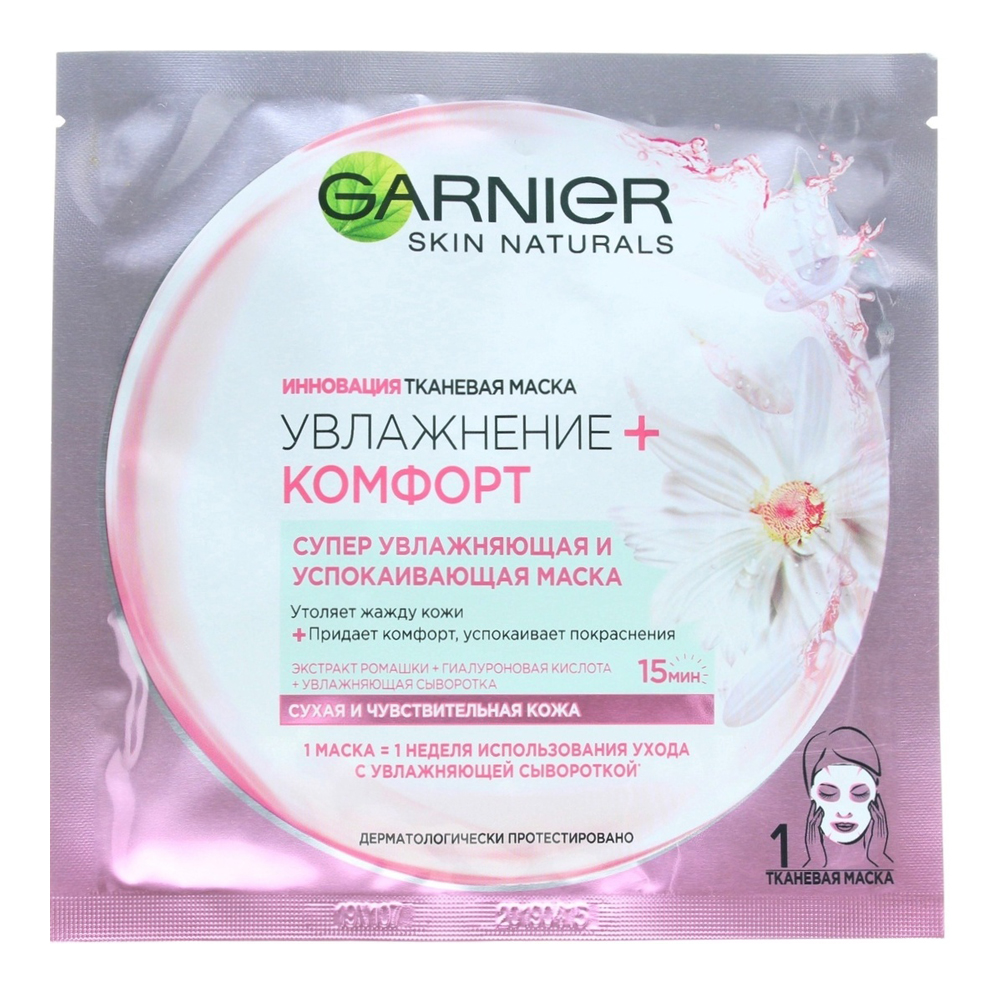 GARNIER
SKIN NATURALS
ИННОВАЦИЯ ТКАНЕВАЯ МАСКА
УВЛАЖНЕНИЕ +
КОМФОРТ
СУПЕР УВЛАЖНЯЮЩАЯ И
УСПОКАИВАЮЩАЯ МАСКА
Утоляет жажду кожи
+ Придает комфорт, успокаивает покраснения
ЭКСТРАКТ РОМАШКИ + ГИАЛУРОНОВАЯ КИСЛОТА
+ УВЛАЖНЯЮЩАЯ СЫВОРОТКА
15 МИН
СУХАЯ И ЧУВСТВИТЕЛЬНАЯ КОЖА
1 МАСКА = 1 НЕДЕЛЯ ИСПОЛЬЗОВАНИЯ УХОДА
С УВЛАЖНЯЮЩЕЙ СЫВОРОТКОЙ*
ДЕРМАТОЛОГИЧЕСКИ ПРОТЕСТИРОВАНО
1
ТКАНЕВАЯ МАСКА